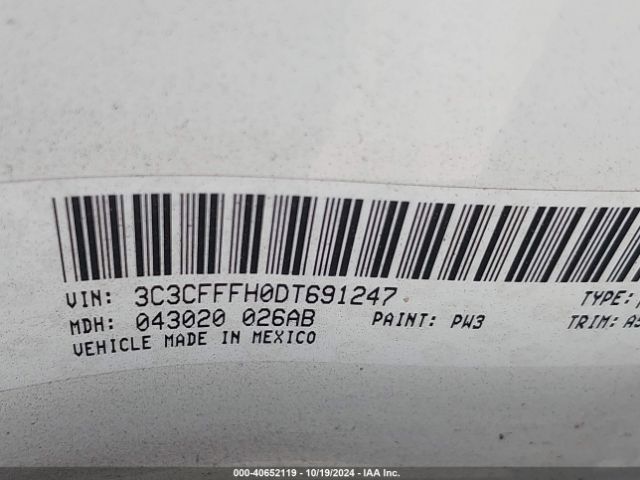 VIN: 3C3CFFFH0DT691247 TYPE:
MDH: 043020 026AB PAINT: PW3 TRIM: A5
VEHICLE MADE IN MEXICO
000-40652119 - 10/19/2024 - IAA Inc.